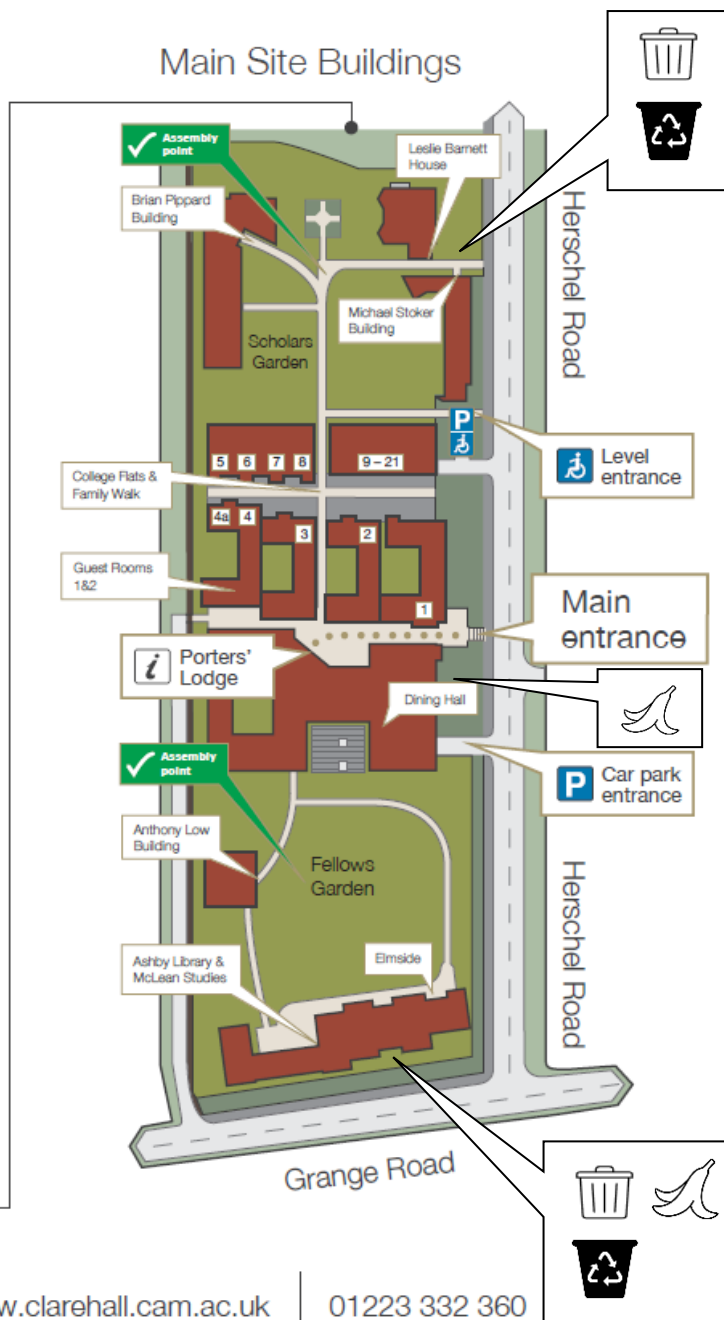 Main Site Buildings
Assembly
point
Leslie Barnett
House
Brian Pippard
Building
Herschel Road
Michael Stoker
Building
Scholars
Garden
P
Level
entrance
5 6 7 8
9 – 21
College Flats &
Family Walk
4a 4
3
2
Guest Rooms
1&2
1
Main
entrance
i
Porters'
Lodge
Dining Hall
Assembly
point
P
Car park
entrance
Anthony Low
Building
Fellows
Garden
Herschel Road
Ashby Library &
McLean Studies
Elmside
Grange Road
w.clarehall.cam.ac.uk
01223 332 360